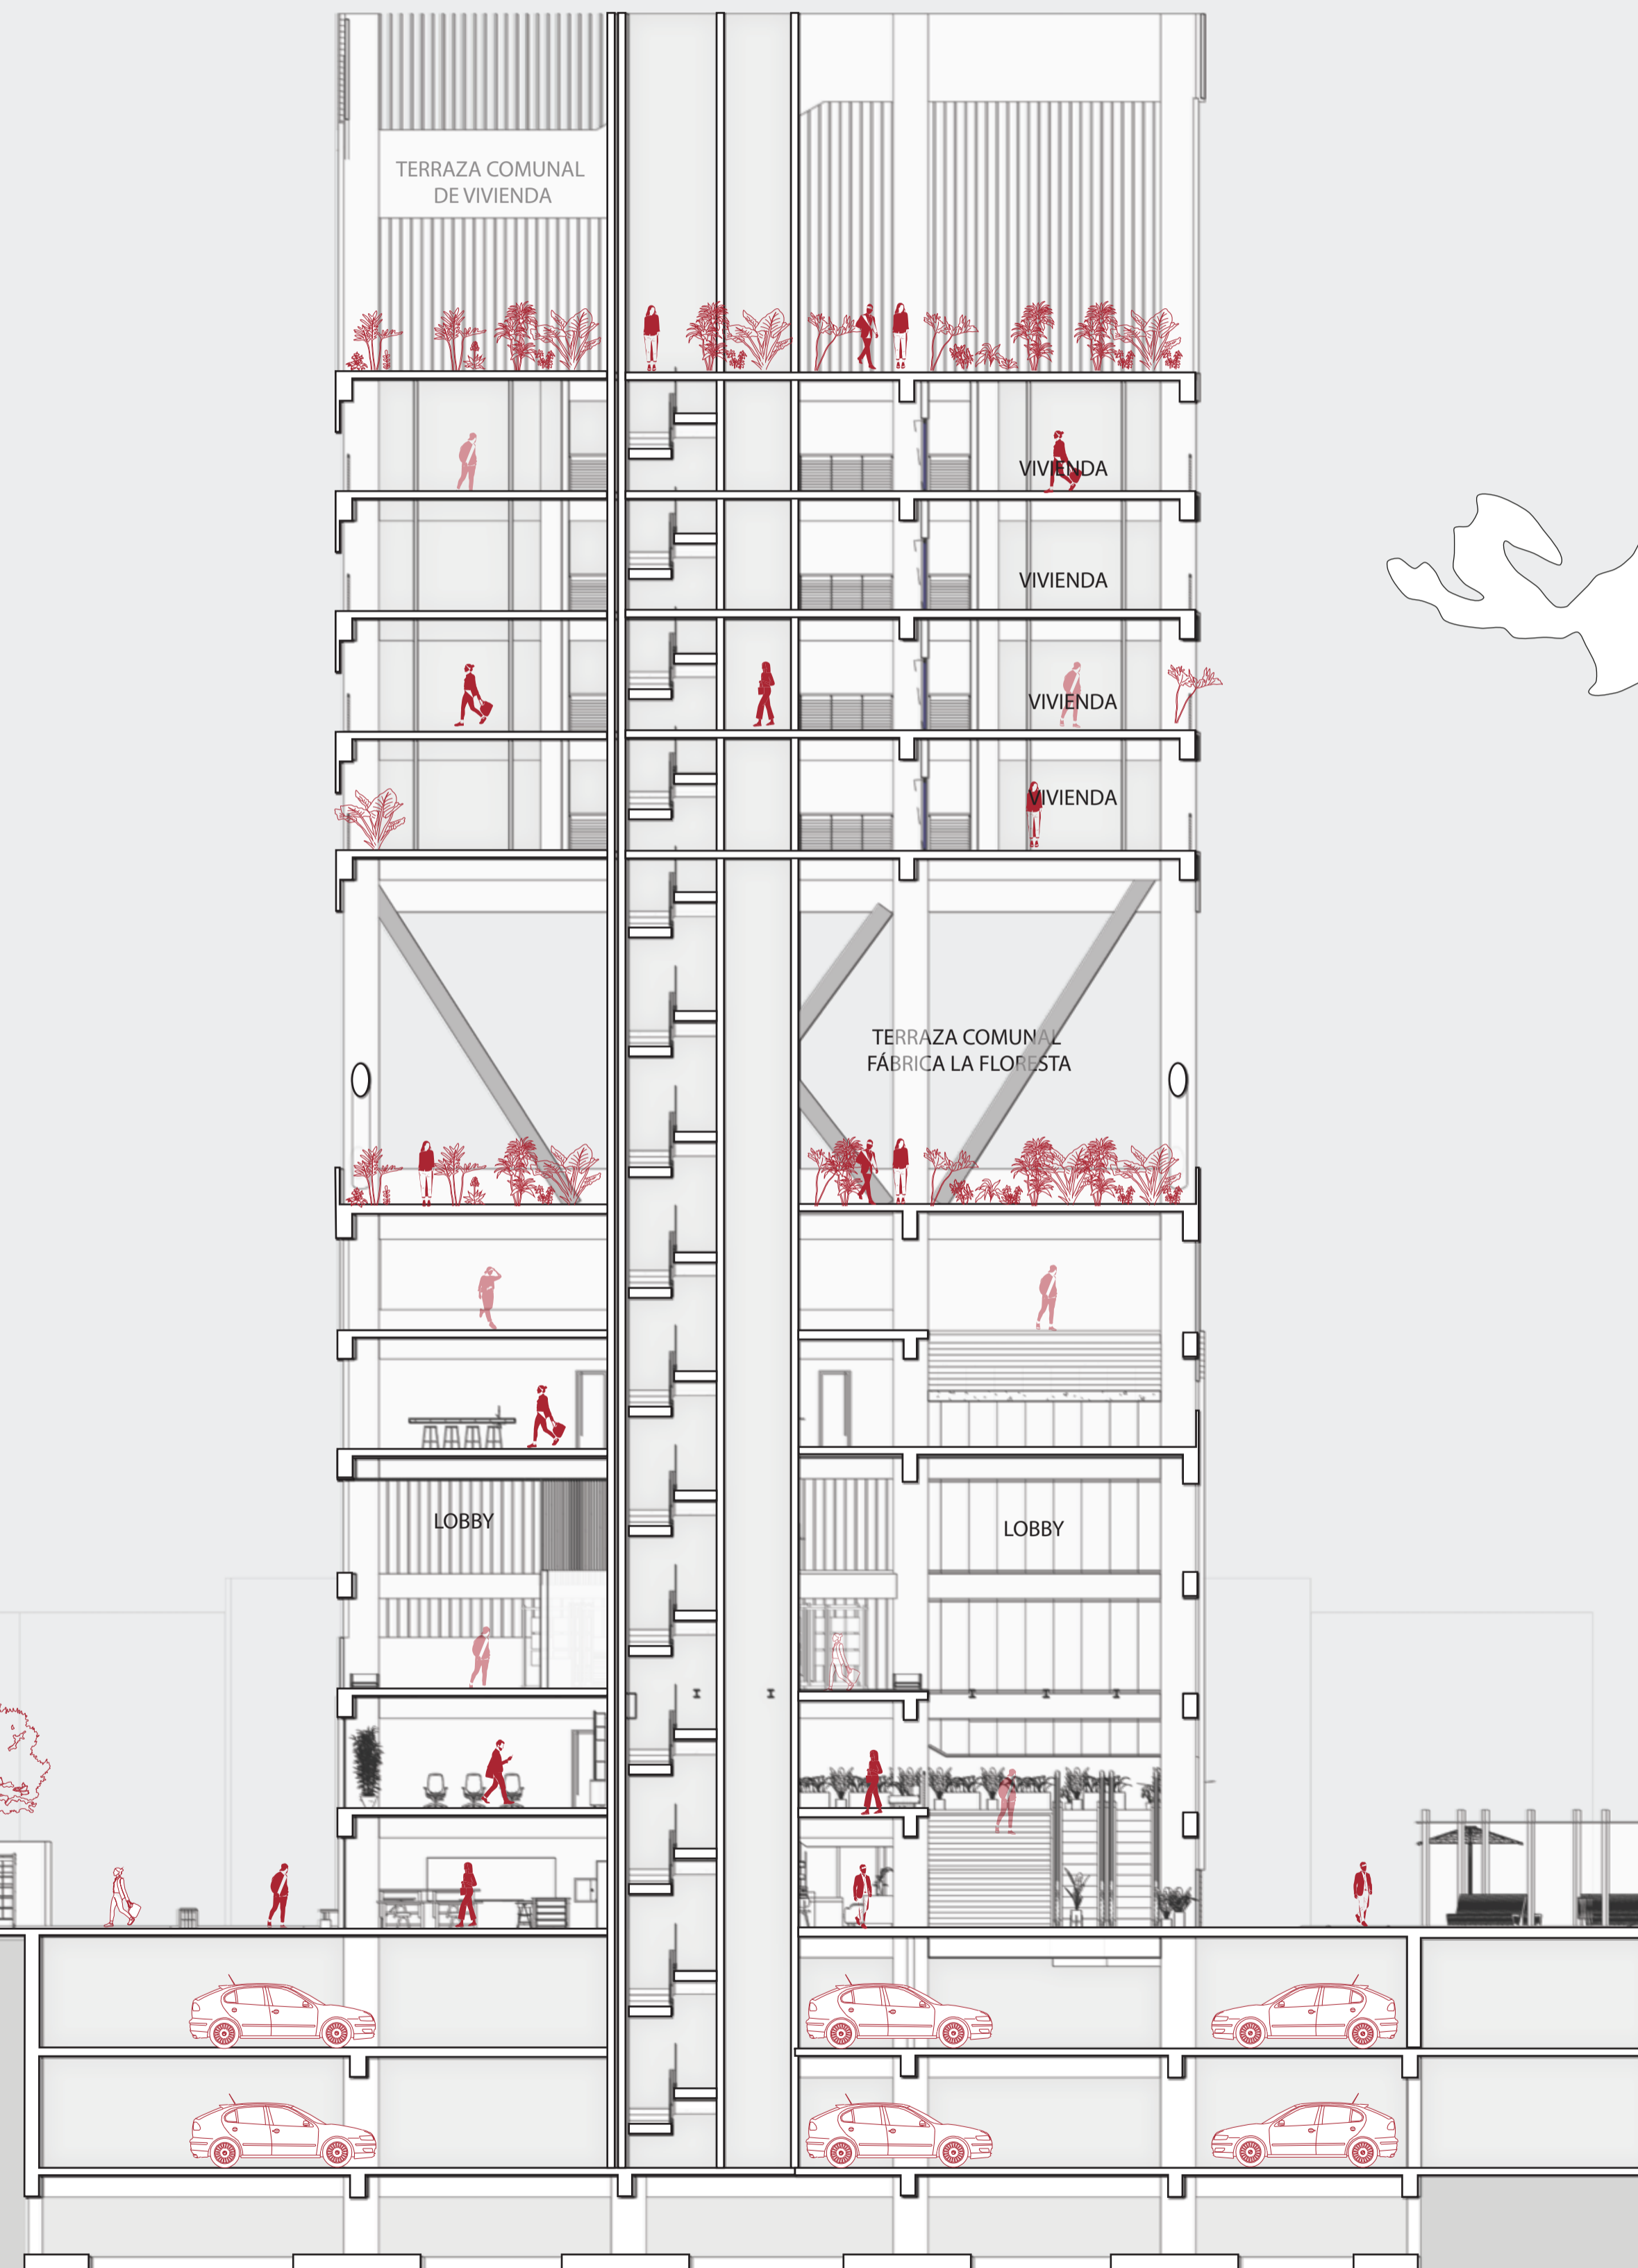 TERRAZA COMUNAL
DE VIVIENDA
VIVIENDA
VIVIENDA
VIVIENDA
VIVIENDA
TERRAZA COMUNAL
FÁBRICA LA FLORESTA
LOBBY
LOBBY